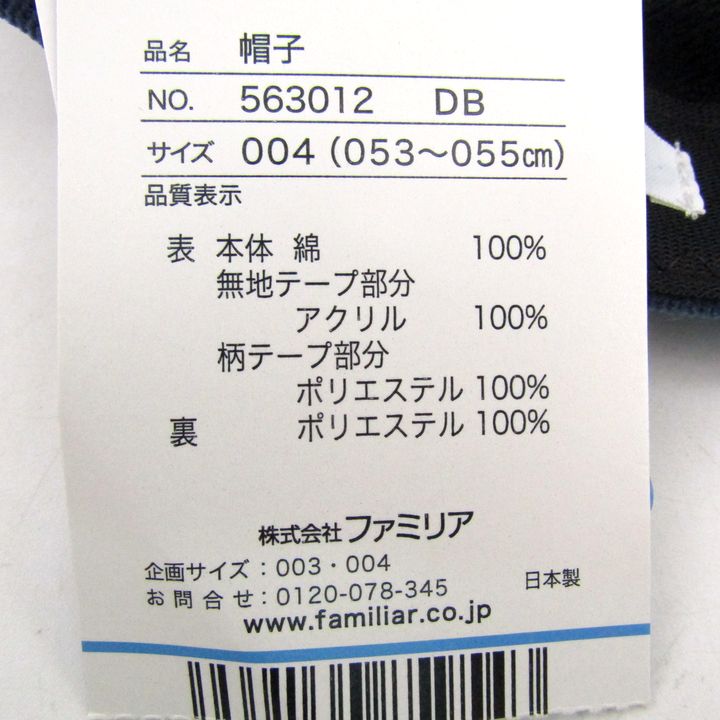 品名 帽子
NO. 563012 DB
サイズ 004（053〜055cm）
品質表示
表 本体 綿 100%
無地テープ部分
アクリル 100%
柄テープ部分
ポリエステル 100%
裏 ポリエステル 100%
株式会社ファミリア
企画サイズ：003・004
お問合せ：0120-078-345 日本製
www.familiar.co.jp